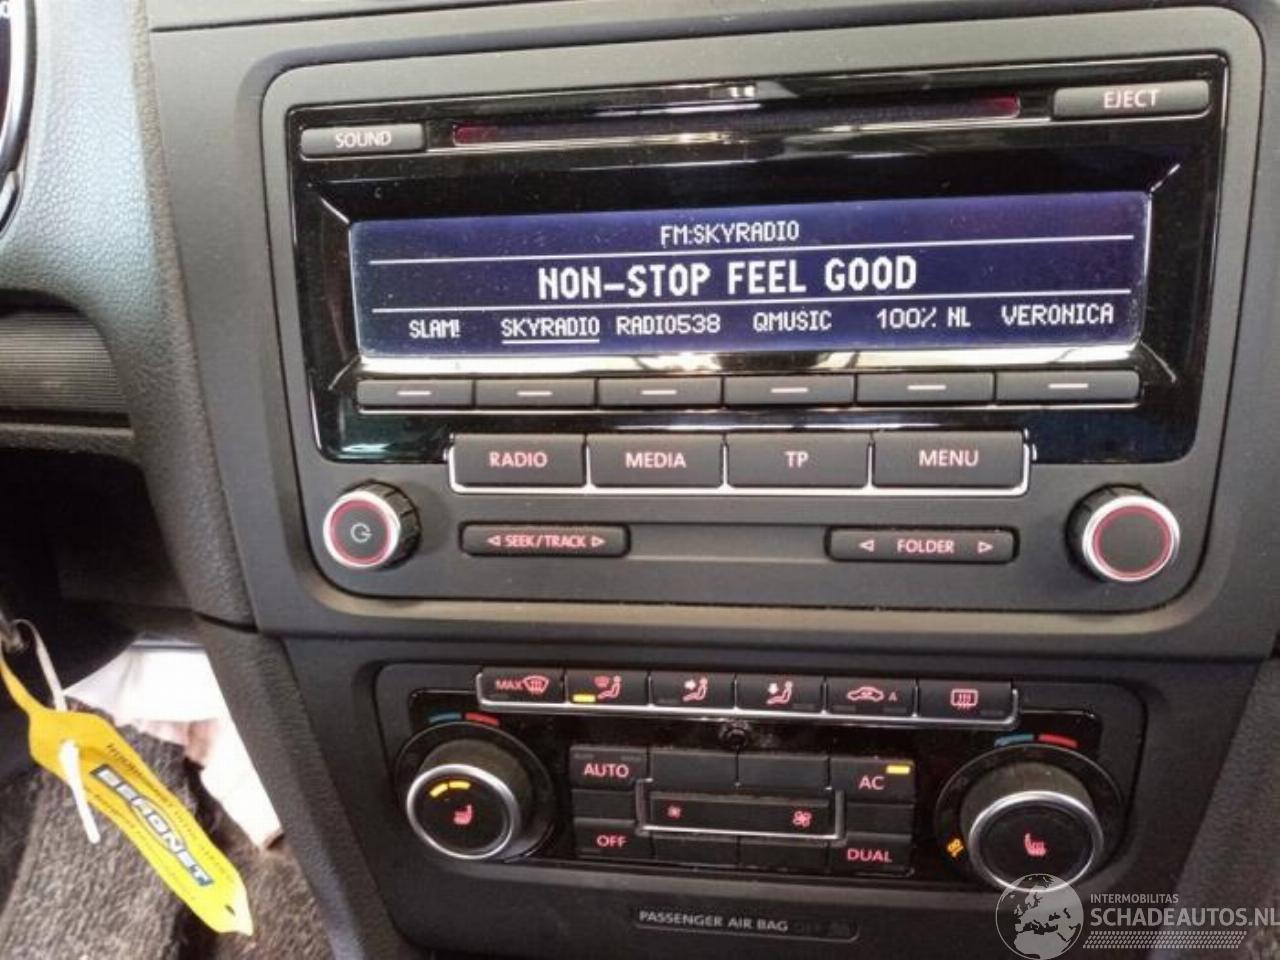 EJECT
SOUND
FM:SKYRADIO
NON-STOP FEEL GOOD
SLAM! SKYRADIO RADIO538 QMUSIC 100% NL VERONICA
RADIO MEDIA TP MENU
SEEK/TRACK FOLDER
MAX A
AUTO AC
OFF DUAL
PASSENGER AIR BAG
INTERMOBILITAS
SCHADEAUTOS.NL